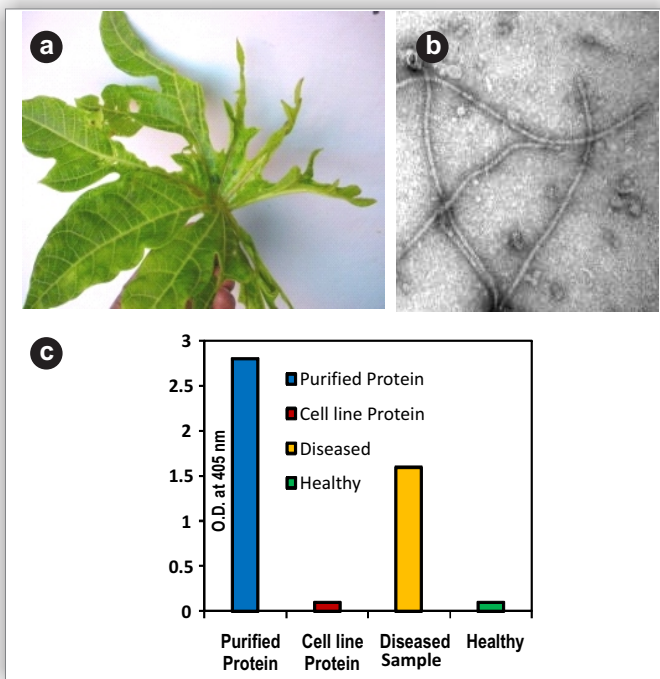 a
b
c
3
2.5
2
1.5
1
0.5
0
O.D. at 405 nm
Purified Protein
Cell line Protein
Diseased
Healthy
Purified Protein
Cell line Protein
Diseased Sample
Healthy